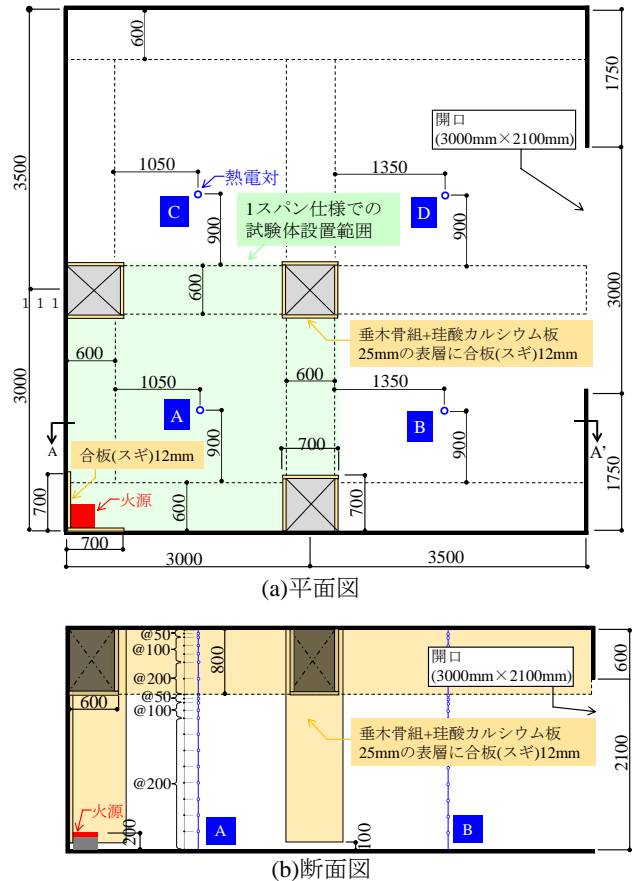 600
1750
開口
(3000mm×2100mm)
3500
1050
熱電対
1350
C
D
900
900
1スパン仕様での
試験体設置範囲
600
3000
1 1 1
垂木骨組+珪酸カルシウム板
25mmの表層に合板(スギ)12mm
600
1050
600
1350
3000
A
B
900
900
A
A'
合板(スギ)12mm
700
700
火源
600
700
1750
700
3000
3500
(a)平面図
@50
@100
@200
@50
@100
@200
800
600
開口
(3000mm×2100mm)
600
2100
垂木骨組+珪酸カルシウム板
25mmの表層に合板(スギ)12mm
火源
200
A
100
B
(b)断面図